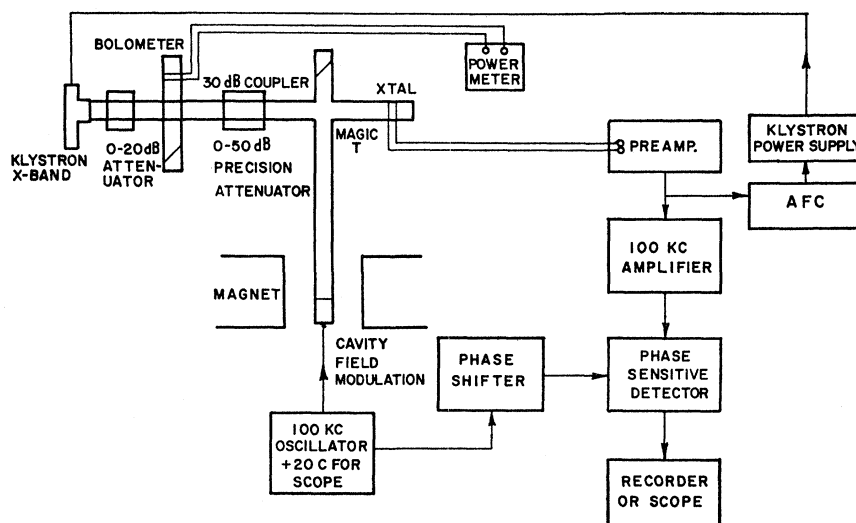 BOLOMETER
POWER
METER
30 dB COUPLER
XTAL
KLYSTRON
X-BAND
0-20 dB
ATTEN-
UATOR
0-50 dB
PRECISION
ATTENUATOR
MAGIC
T
PREAMP.
KLYSTRON
POWER SUPPLY
AFC
100 KC
AMPLIFIER
MAGNET
CAVITY
FIELD
MODULATION
PHASE
SHIFTER
PHASE
SENSITIVE
DETECTOR
100 KC
OSCILLATOR
+20 C FOR
SCOPE
RECORDER
OR SCOPE